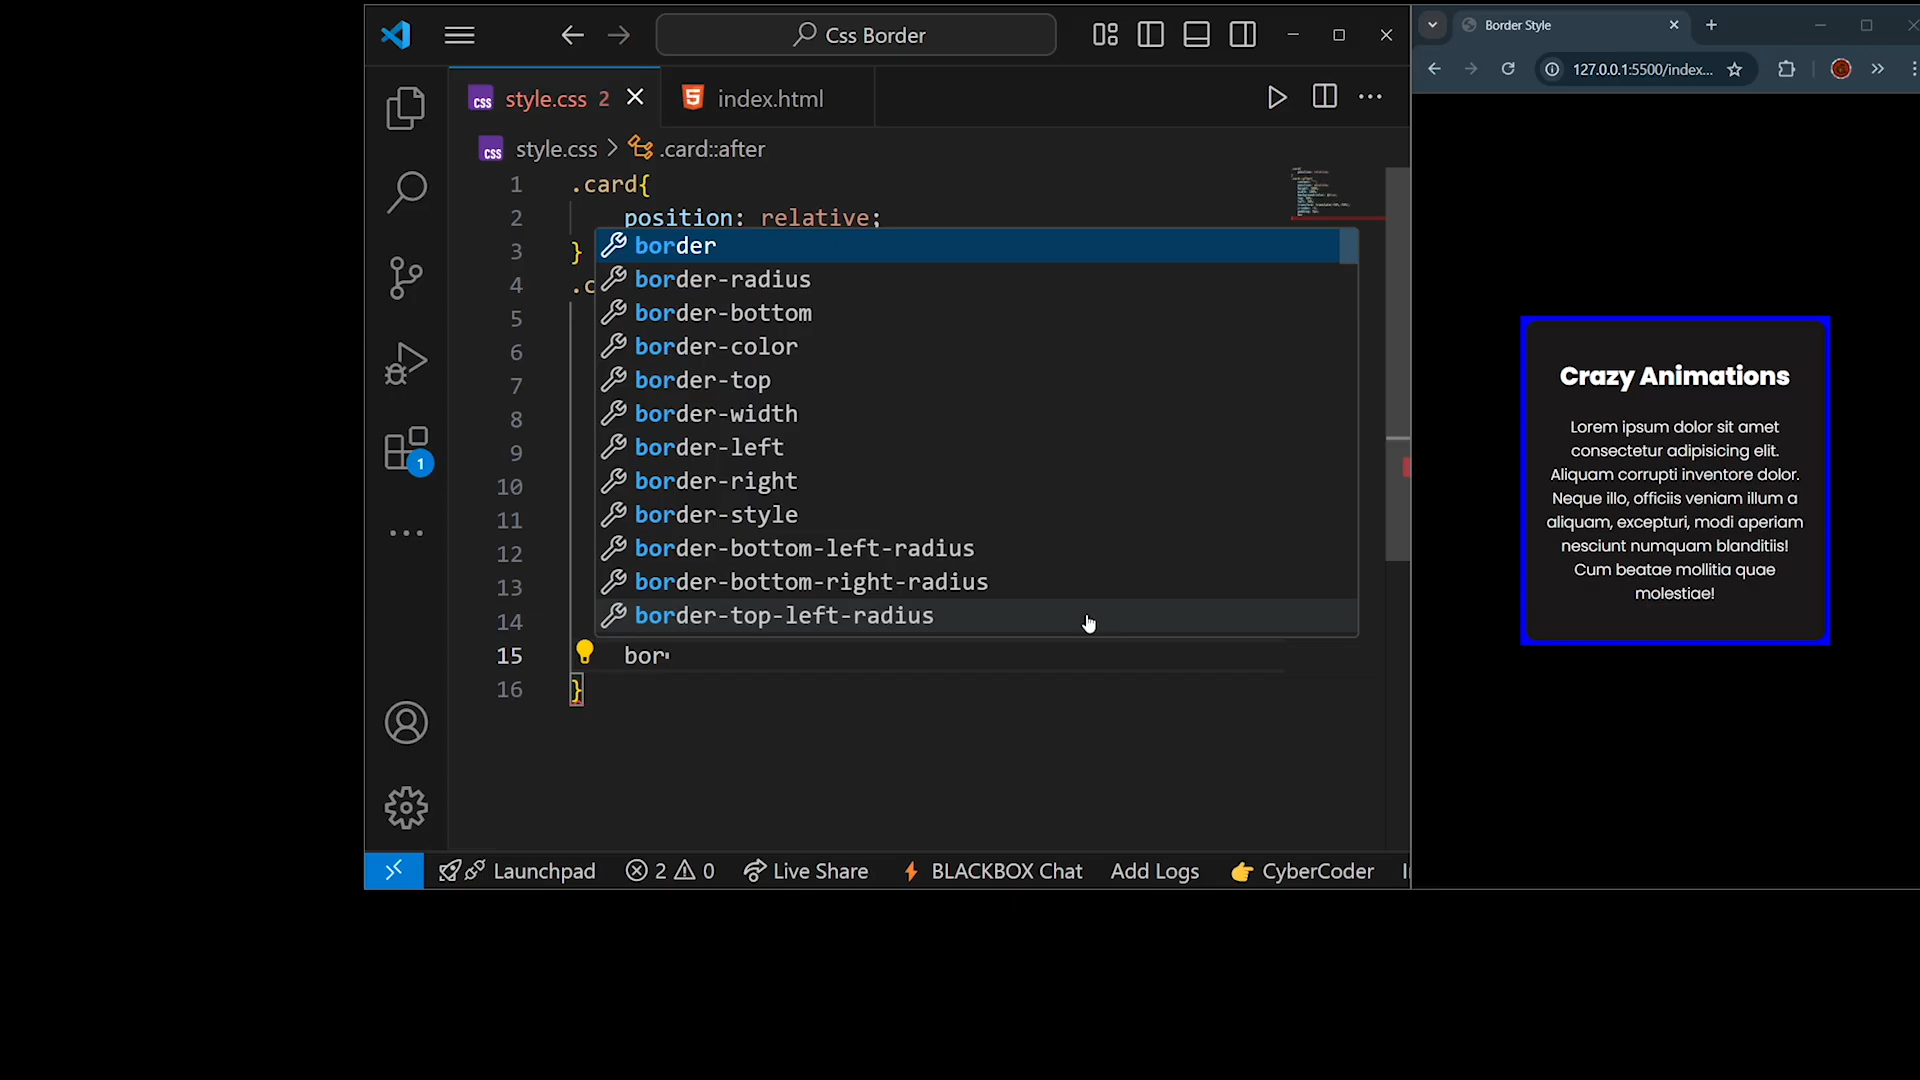 Css Border
css style.css 2
index.html
css style.css > .card::after
1 .card{
2 position: relative;
3 }
4 .c
5
6
7
8
9
10
11
12
13
14
15 bor
16 }
border
border-radius
border-bottom
border-color
border-top
border-width
border-left
border-right
border-style
border-bottom-left-radius
border-bottom-right-radius
border-top-left-radius
1
Launchpad 2 0 Live Share BLACKBOX Chat Add Logs CyberCoder
Border Style
127.0.0.1:5500/index...
Crazy Animations
Lorem ipsum dolor sit amet
consectetur adipisicing elit.
Aliquam corrupti inventore dolor.
Neque illo, officiis veniam illum a
aliquam, excepturi, modi aperiam
nesciunt numquam blanditiis!
Cum beatae mollitia quae
molestiae!